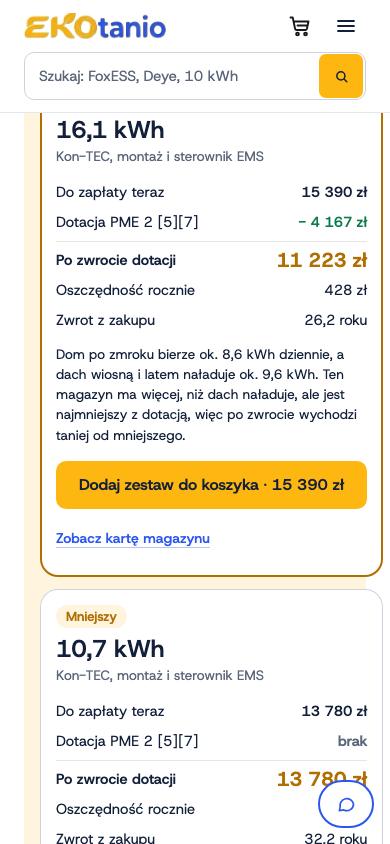 EKOtanio
Szukaj: FoxESS, Deye, 10 kWh
16,1 kWh
Kon-TEC, montaż i sterownik EMS
Do zapłaty teraz 15 390 zł
Dotacja PME 2 [5][7] − 4 167 zł
Po zwrocie dotacji 11 223 zł
Oszczędność rocznie 428 zł
Zwrot z zakupu 26,2 roku
Dom po zmroku bierze ok. 8,6 kWh dziennie, a
dach wiosną i latem naładuje ok. 9,6 kWh. Ten
magazyn ma więcej, niż dach naładuje, ale jest
najmniejszy z dotacją, więc po zwrocie wychodzi
taniej od mniejszego.
Dodaj zestaw do koszyka · 15 390 zł
Zobacz kartę magazynu
Mniejszy
10,7 kWh
Kon-TEC, montaż i sterownik EMS
Do zapłaty teraz 13 780 zł
Dotacja PME 2 [5][7] brak
Po zwrocie dotacji 13 780 zł
Oszczędność rocznie
Zwrot z zakupu 32,2 roku